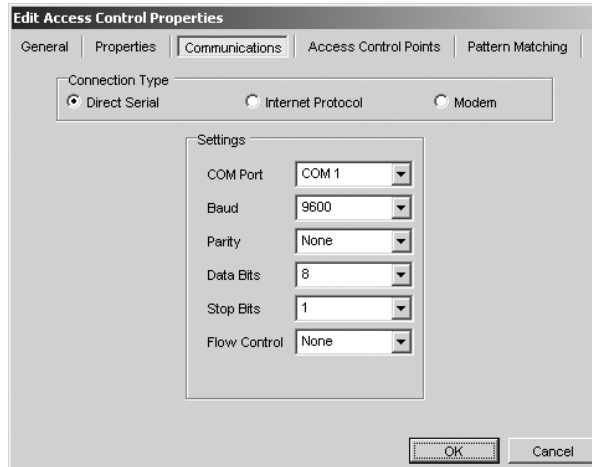 Edit Access Control Properties
General Properties Communications Access Control Points Pattern Matching
Connection Type
Direct Serial Internet Protocol Modem
Settings
COM Port COM 1
Baud 9600
Parity None
Data Bits 8
Stop Bits 1
Flow Control None
OK Cancel